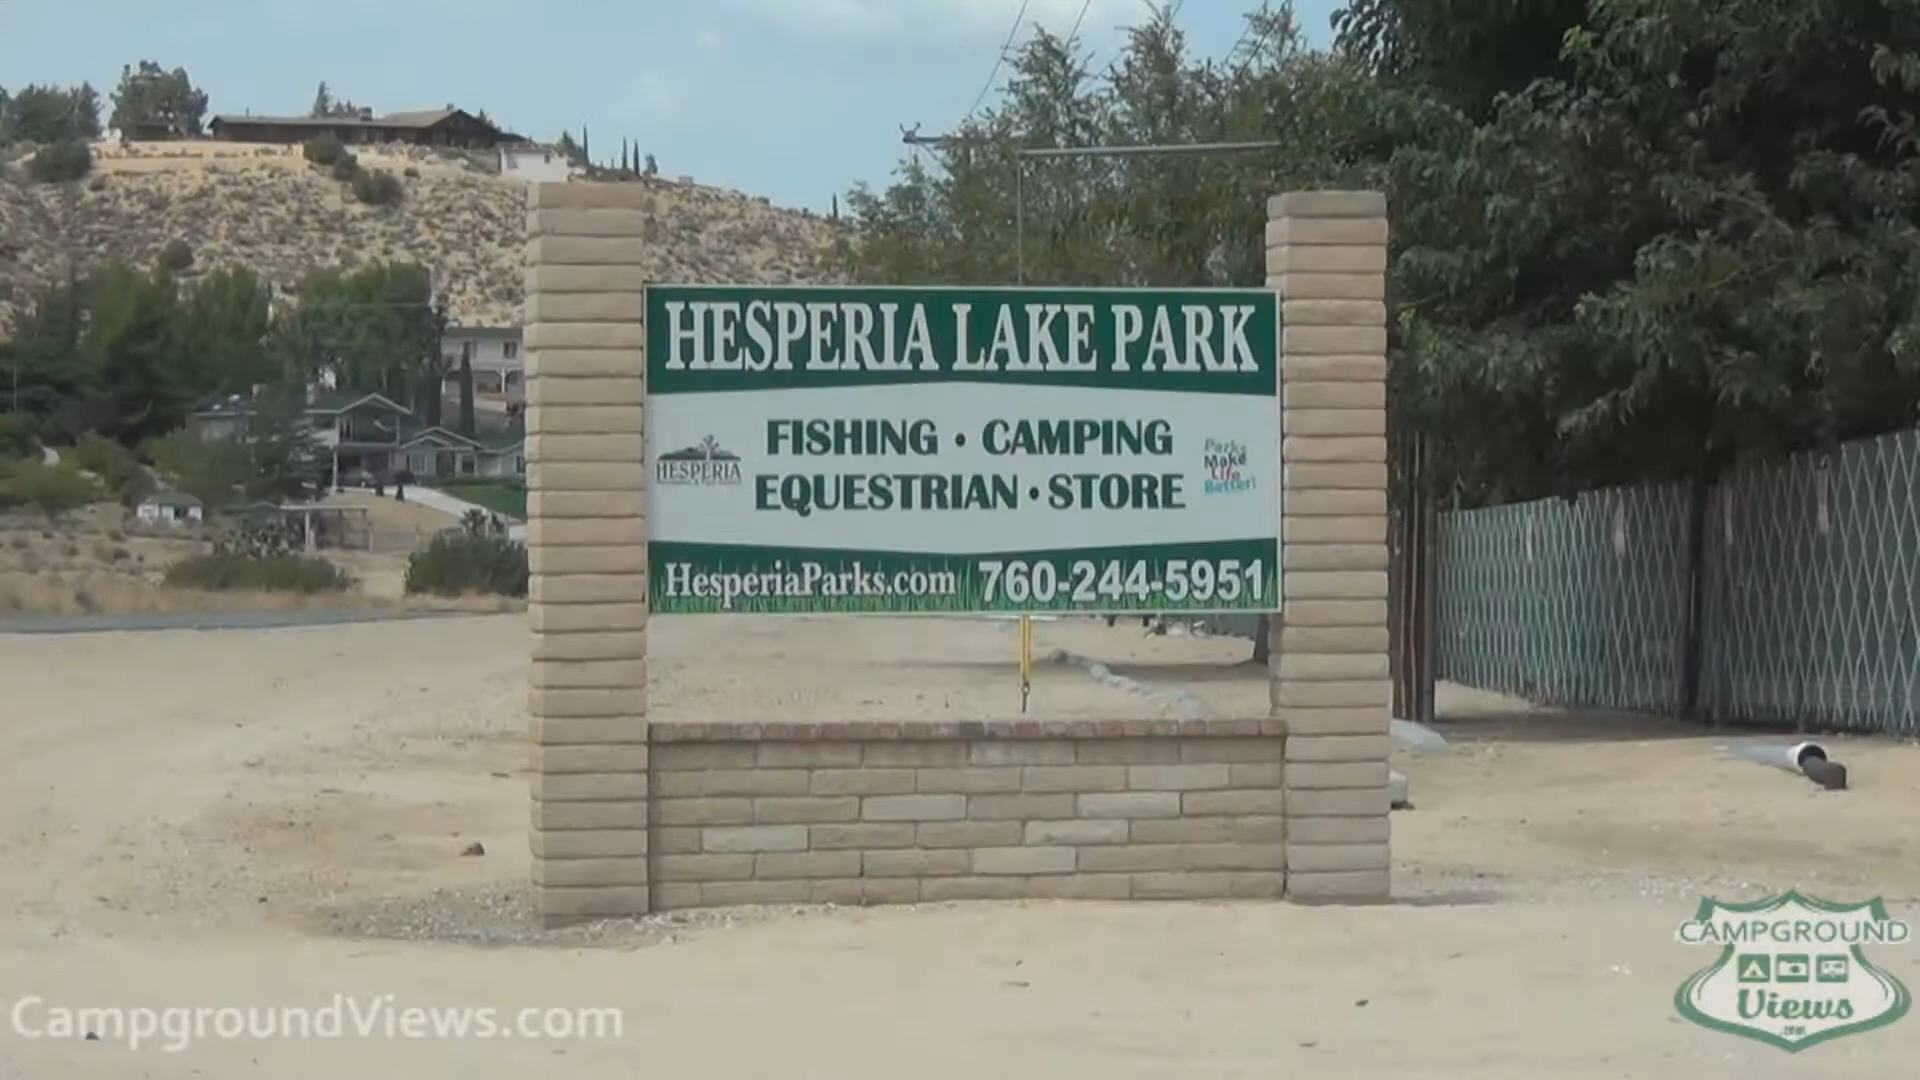 HESPERIA LAKE PARK
FISHING • CAMPING
EQUESTRIAN • STORE
HESPERIA
Parks
Make
Life
Better!
HesperiaParks.com 760-244-5951
CAMPGROUND
Views
.com
CampgroundViews.com